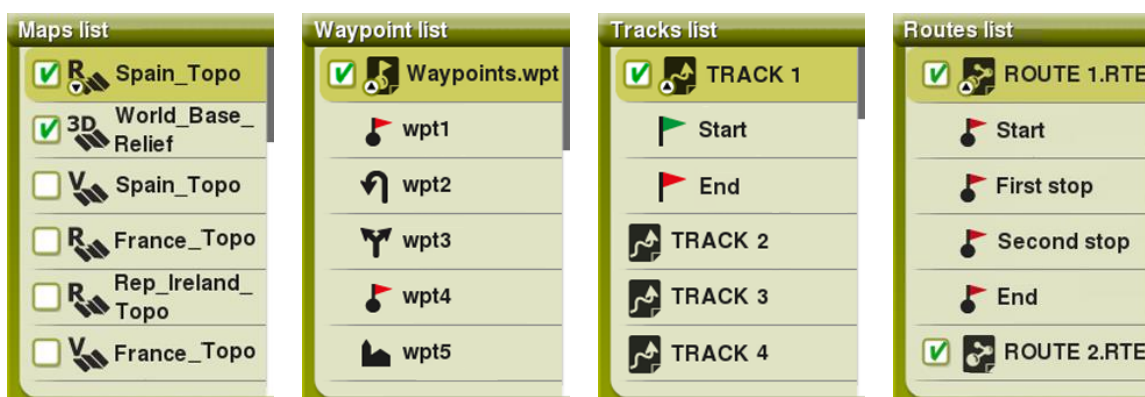 Maps list
R Spain_Topo
3D World_Base_
Relief
V Spain_Topo
R France_Topo
R Rep_Ireland_
Topo
V France_Topo
Waypoint list
Waypoints.wpt
wpt1
wpt2
wpt3
wpt4
wpt5
Tracks list
TRACK 1
Start
End
TRACK 2
TRACK 3
TRACK 4
Routes list
ROUTE 1.RTE
Start
First stop
Second stop
End
ROUTE 2.RTE